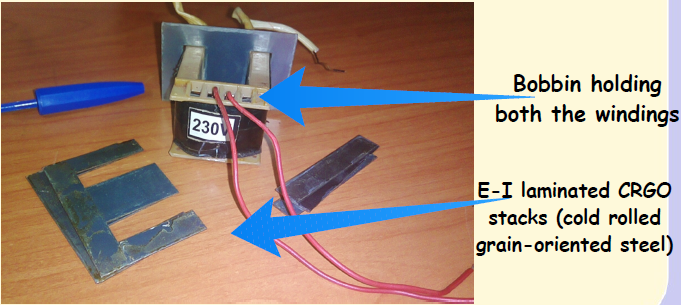 Bobbin holding
both the windings
230V
E-I laminated CRGO
stacks (cold rolled
grain-oriented steel)